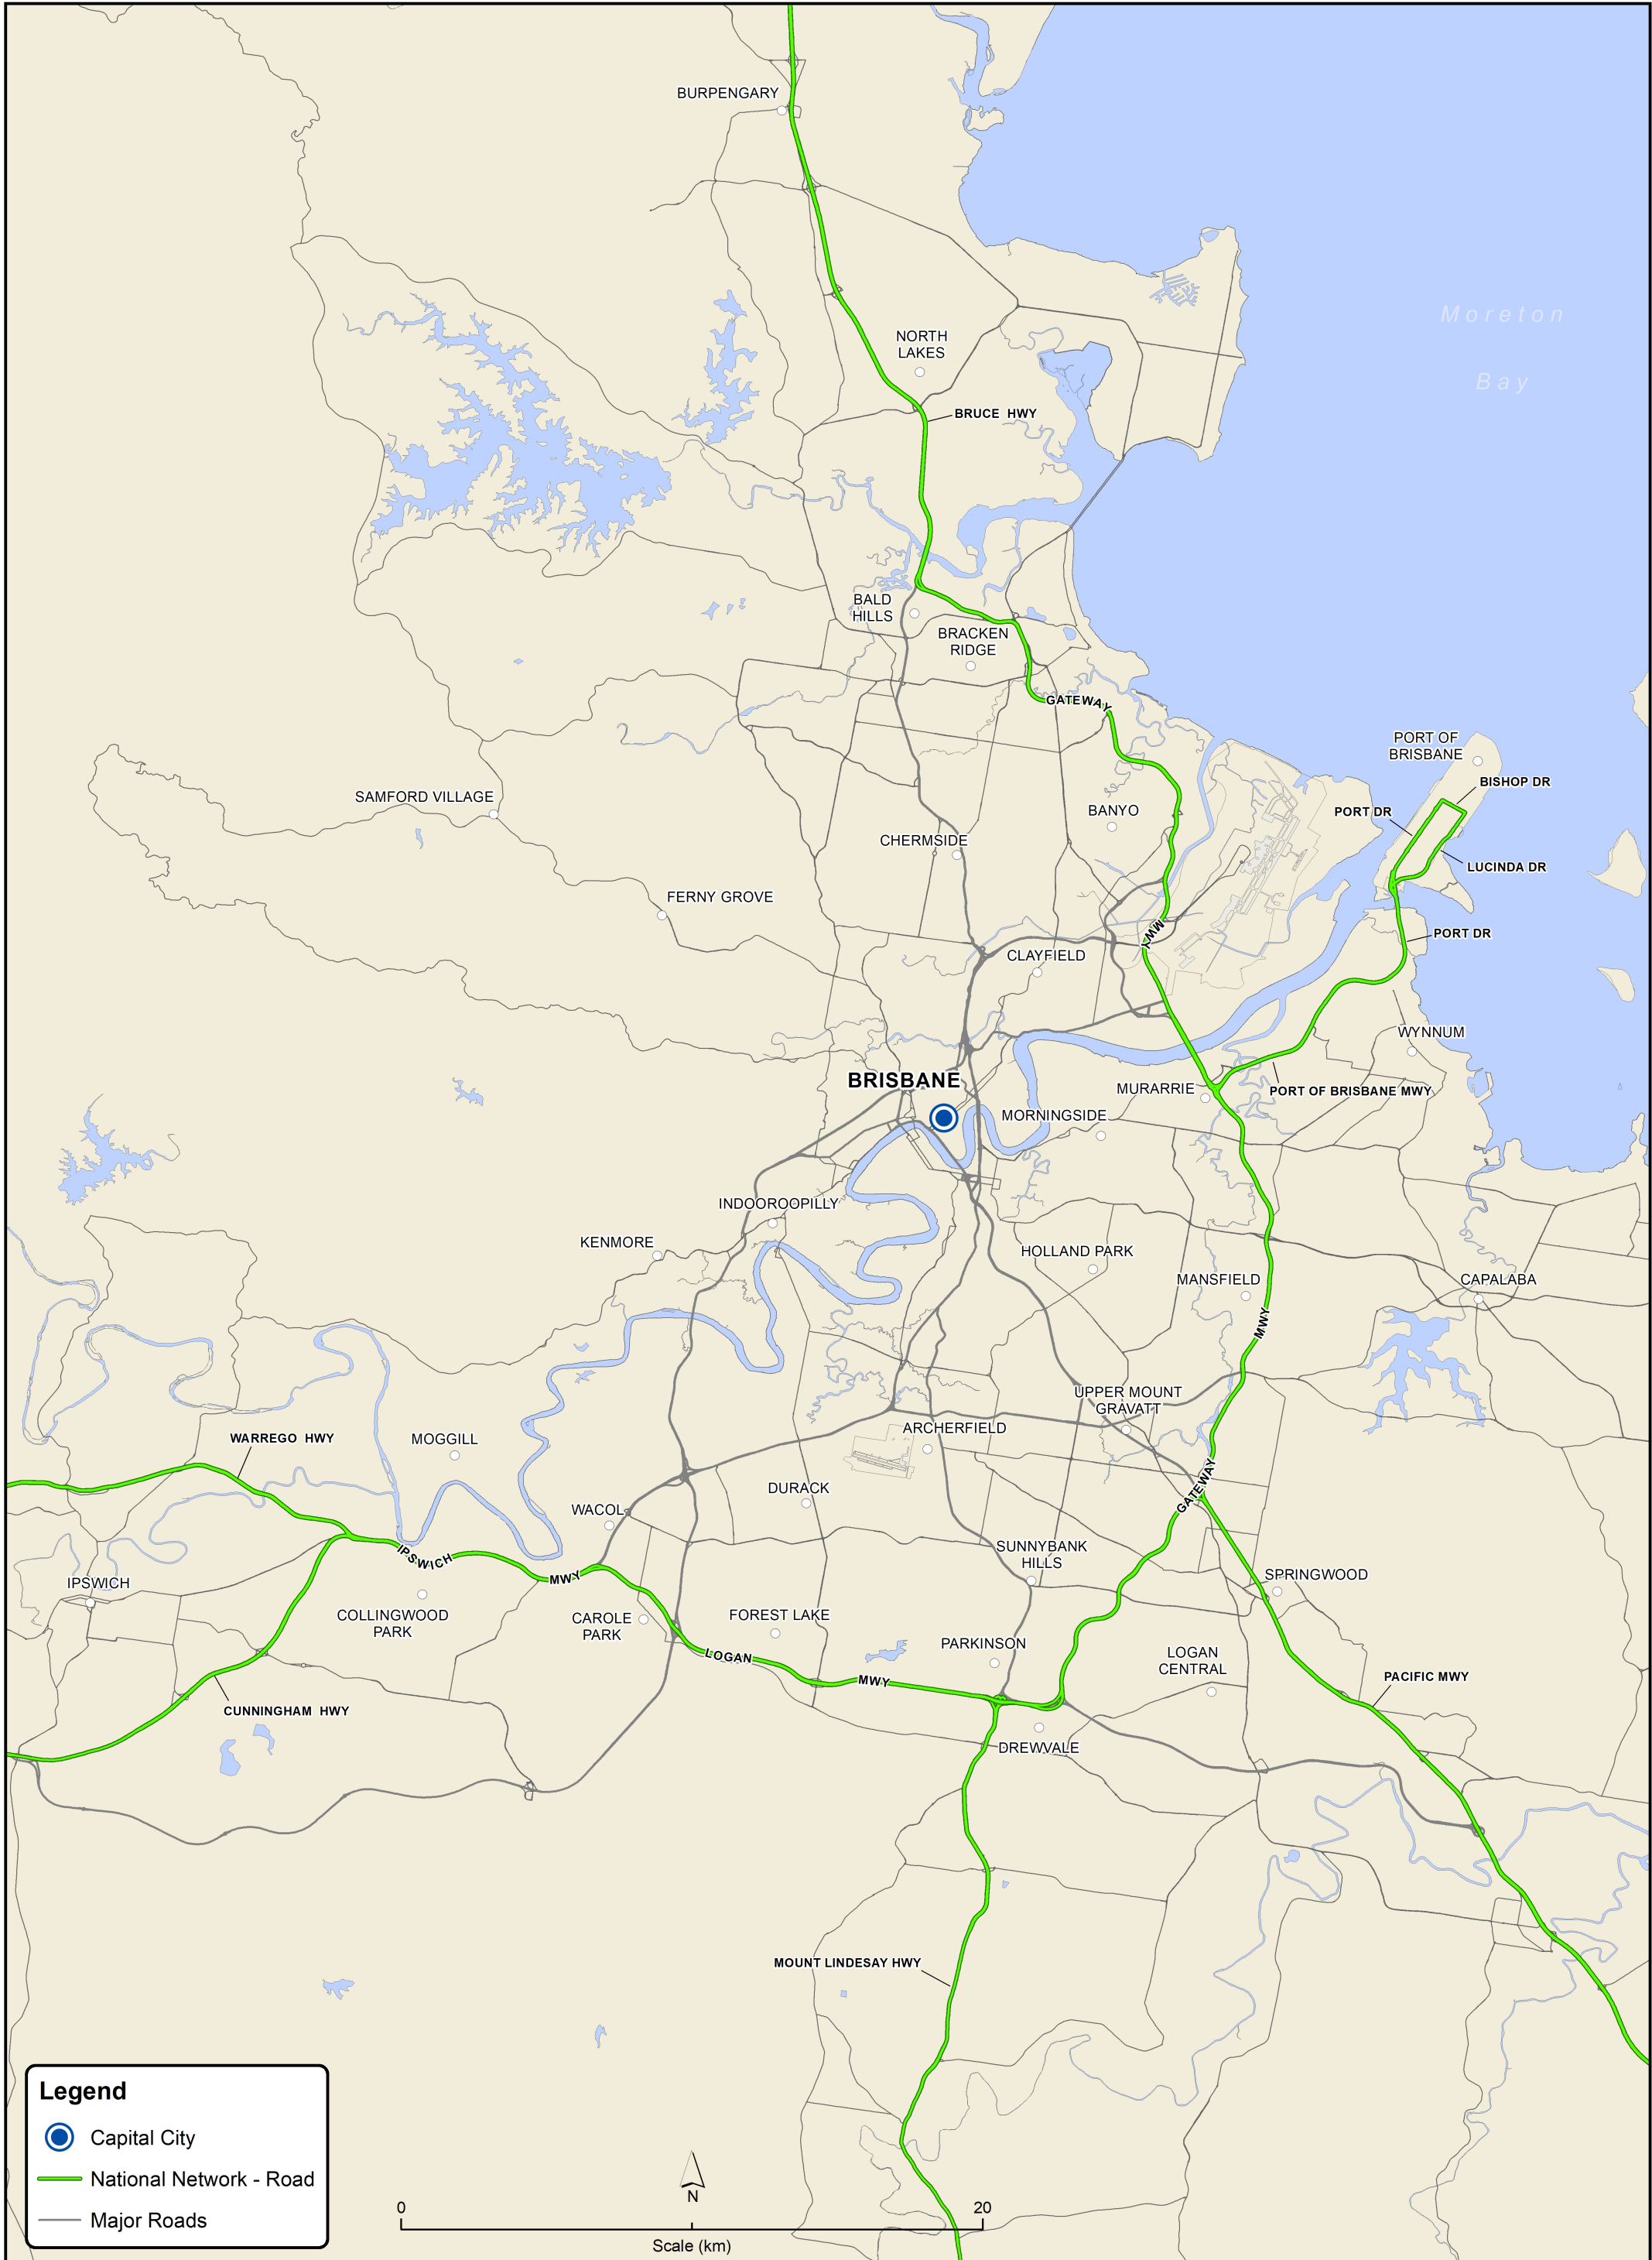 BURPENGARY
Moreton
NORTH
LAKES
Bay
BRUCE HWY
BALD
HILLS
BRACKEN
RIDGE
GATEWAY
PORT OF
BRISBANE
BISHOP DR
SAMFORD VILLAGE
BANYO
PORT DR
CHERMSIDE
LUCINDA DR
FERNY GROVE
MWY
PORT DR
CLAYFIELD
WYNNUM
BRISBANE
MURARRIE
PORT OF BRISBANE MWY
MORNINGSIDE
INDOOROOPILLY
KENMORE
HOLLAND PARK
MANSFIELD
CAPALABA
MWY
UPPER MOUNT
GRAVATT
ARCHERFIELD
WARREGO HWY
MOGGILL
GATEWAY
DURACK
WACOL
SUNNYBANK
HILLS
IPSWICH
MWY
IPSWICH
SPRINGWOOD
COLLINGWOOD
PARK
CAROLE
PARK
FOREST LAKE
PARKINSON
LOGAN
LOGAN
CENTRAL
MWY
PACIFIC MWY
CUNNINGHAM HWY
DREWVALE
MOUNT LINDESAY HWY
Legend
Capital City
National Network - Road
Major Roads
N
0
20
Scale (km)